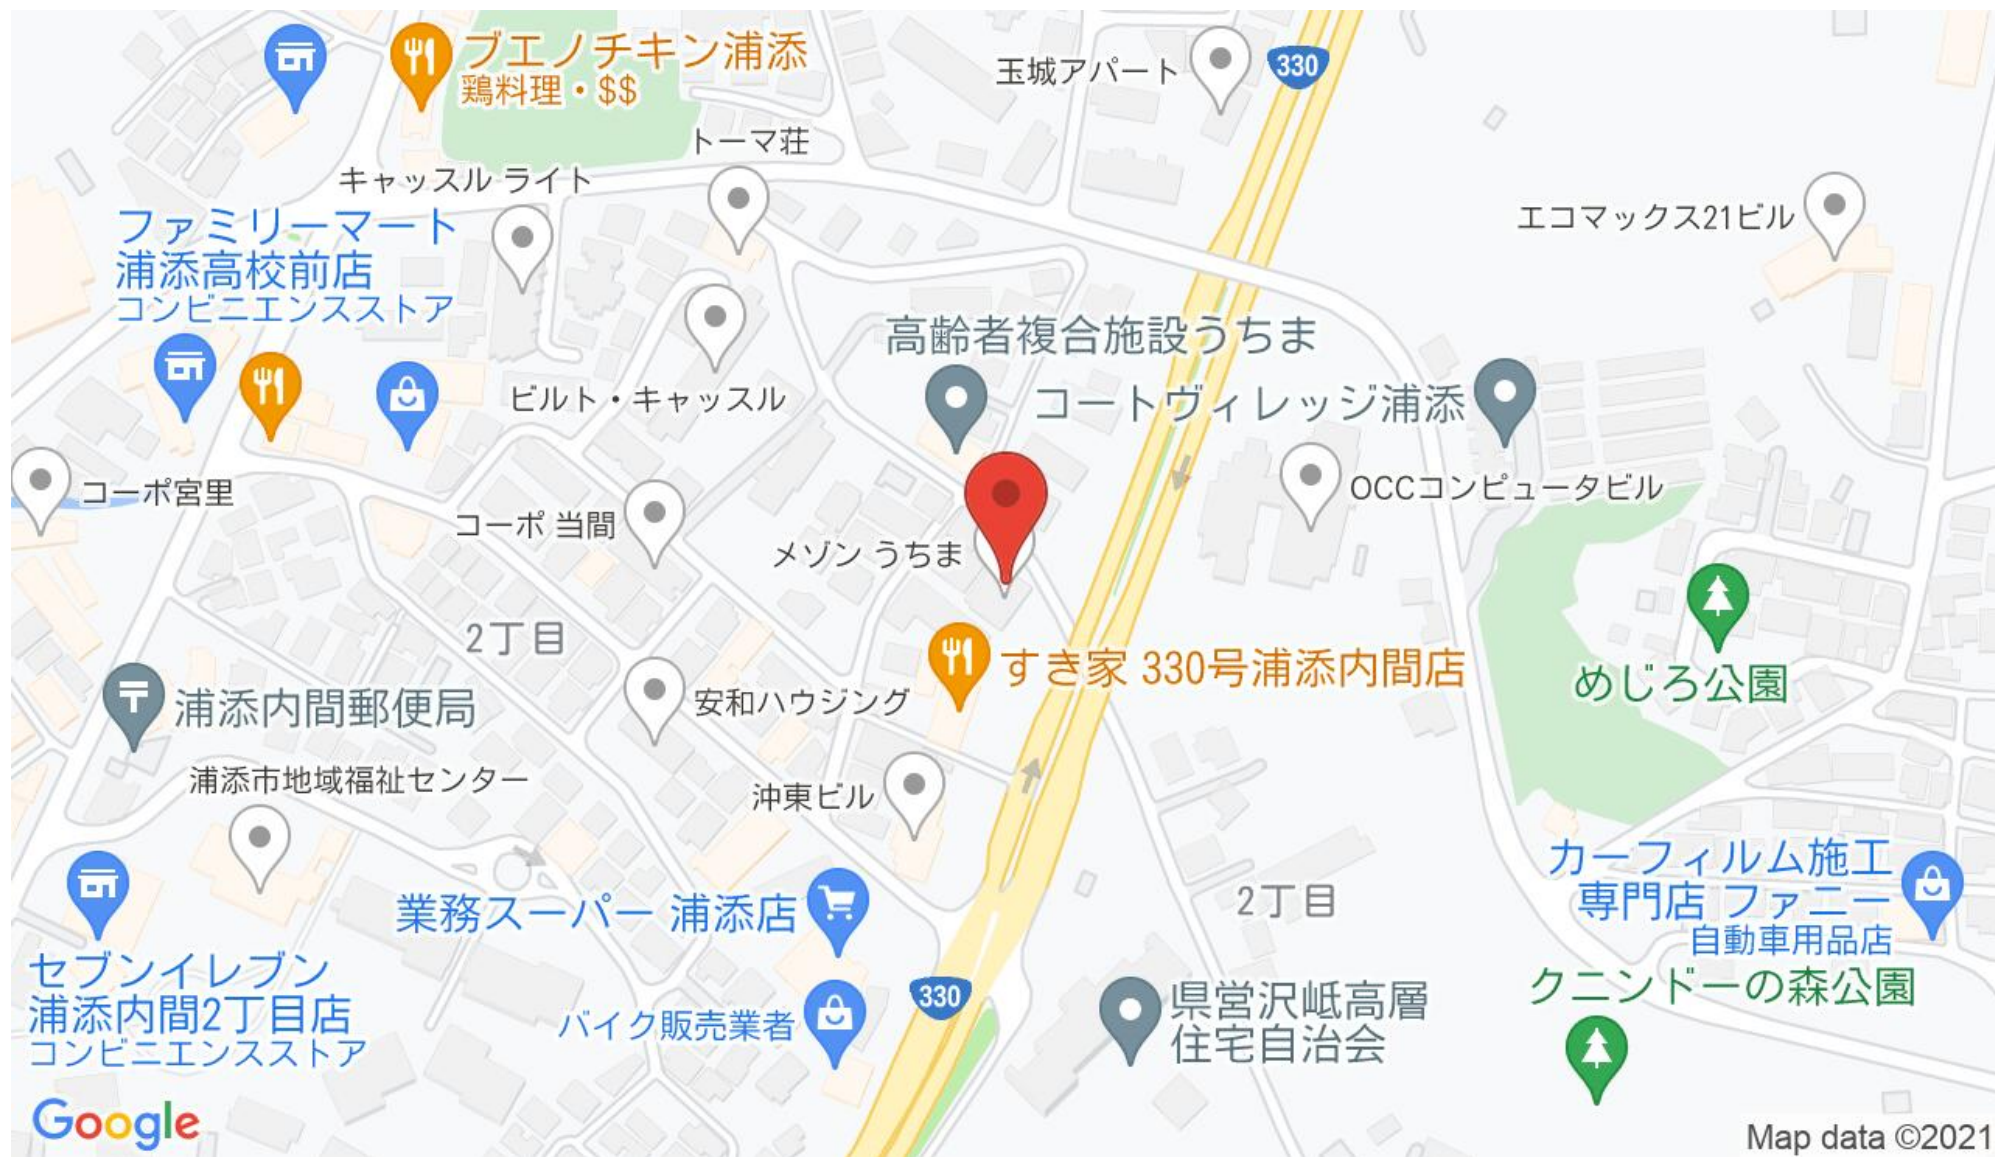 ブエノチキン浦添
鶏料理・$$
玉城アパート
330
トーマ荘
キャッスル ライト
ファミリーマート
浦添高校前店
コンビニエンスストア
エコマックス21ビル
高齢者複合施設うちま
ビルト・キャッスル
コートヴィレッジ浦添
コーポ宮里
OCCコンピュータビル
コーポ 当間
メゾン うちま
2丁目
すき家 330号浦添内間店
めじろ公園
浦添内間郵便局
安和ハウジング
浦添市地域福祉センター
沖東ビル
業務スーパー 浦添店
2丁目
カーフィルム施工
専門店 ファニー
自動車用品店
セブンイレブン
浦添内間2丁目店
コンビニエンスストア
330
バイク販売業者
県営沢岻高層
住宅自治会
クニンドーの森公園
Google
Map data ©2021